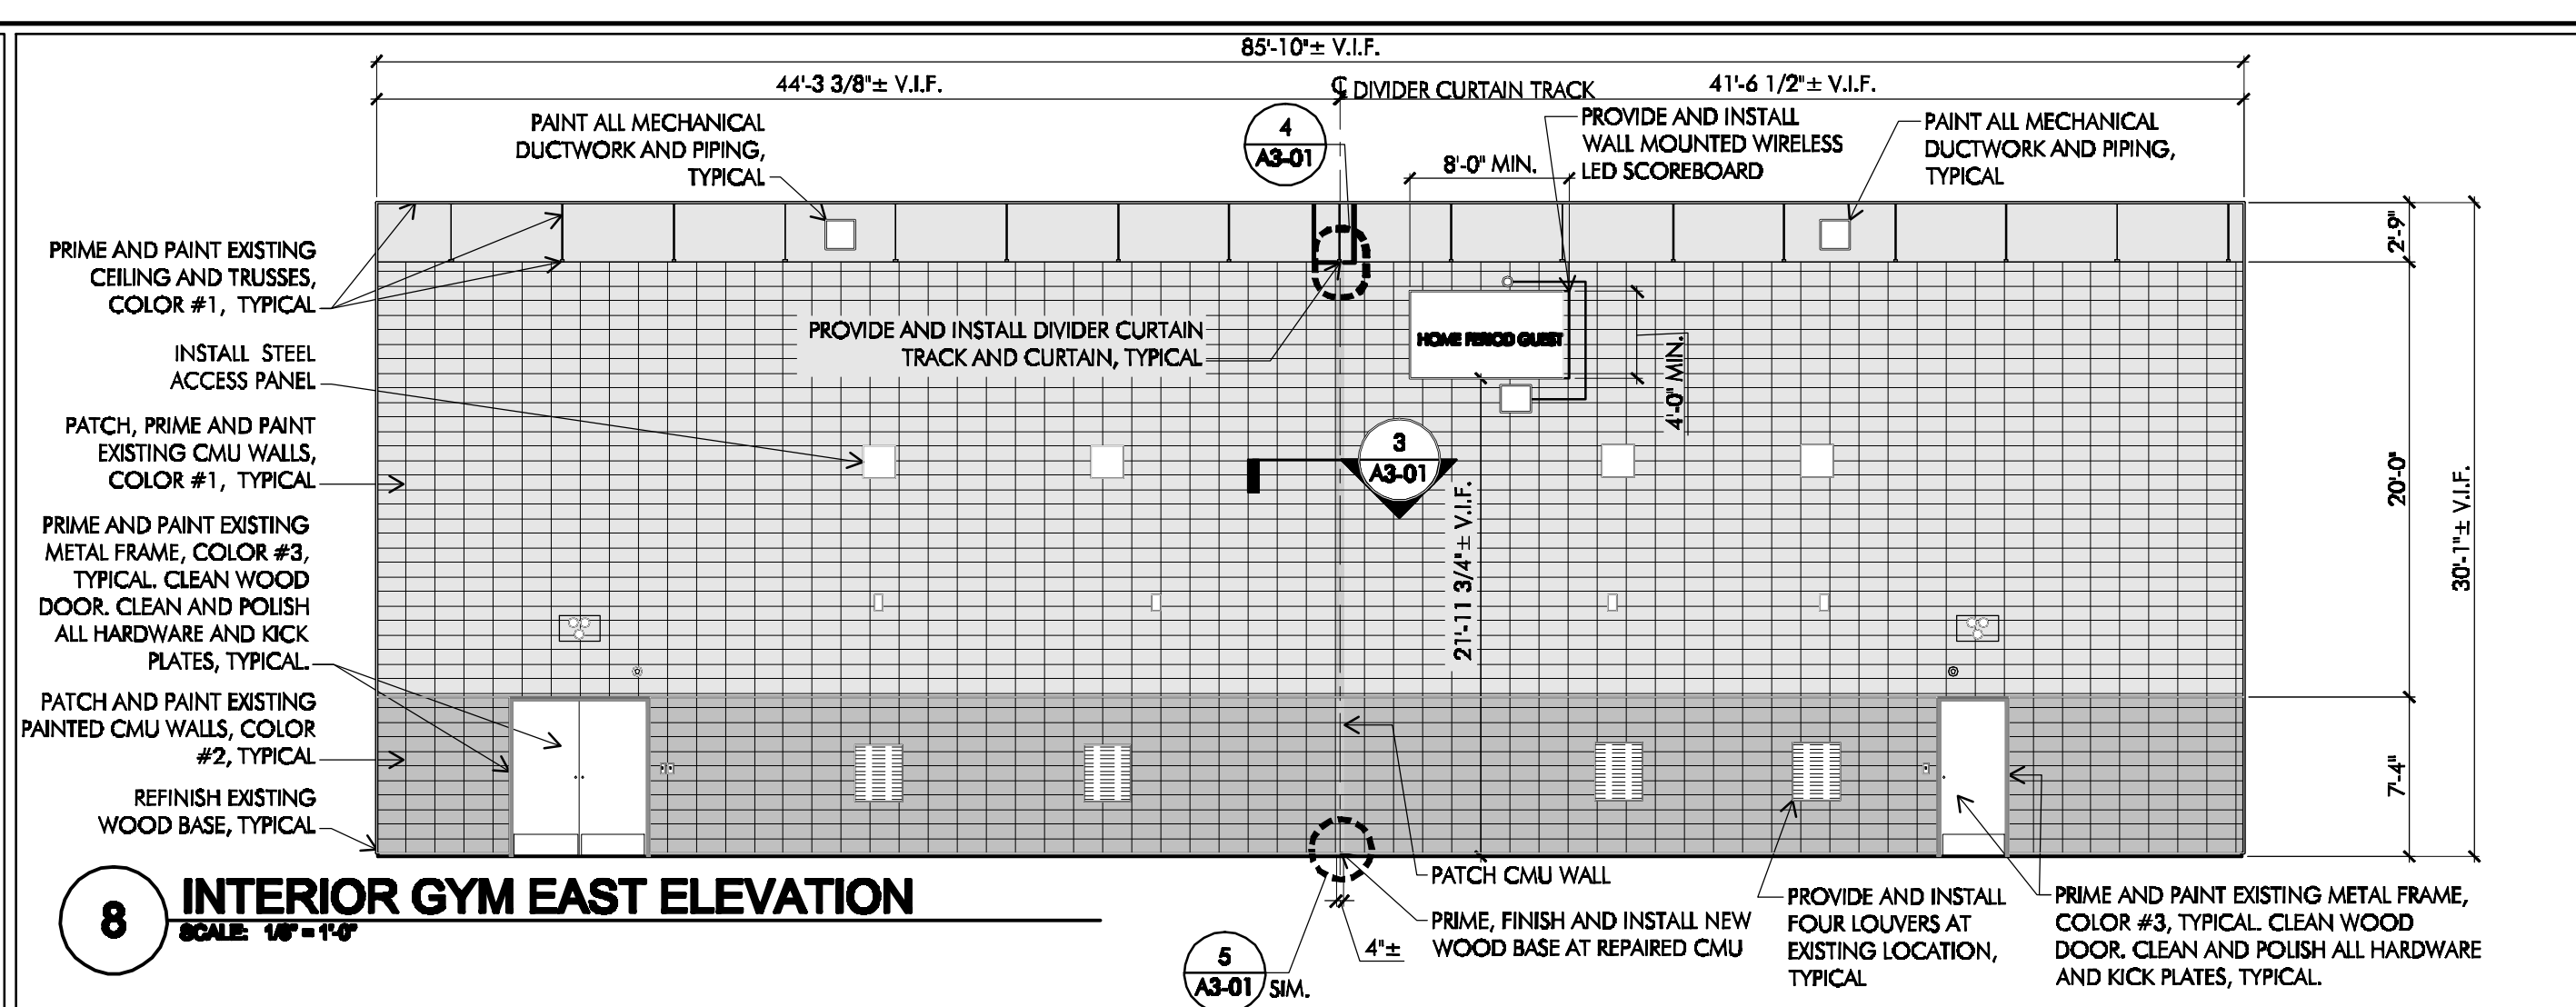 85'-10"± V.I.F.
44'-3 3/8"± V.I.F.
℄ DIVIDER CURTAIN TRACK
41'-6 1/2"± V.I.F.
PAINT ALL MECHANICAL
DUCTWORK AND PIPING,
TYPICAL
4
A3-01
8'-0" MIN.
PROVIDE AND INSTALL
WALL MOUNTED WIRELESS
LED SCOREBOARD
PAINT ALL MECHANICAL
DUCTWORK AND PIPING,
TYPICAL
PRIME AND PAINT EXISTING
CEILING AND TRUSSES,
COLOR #1, TYPICAL
INSTALL STEEL
ACCESS PANEL
PATCH, PRIME AND PAINT
EXISTING CMU WALLS,
COLOR #1, TYPICAL
PRIME AND PAINT EXISTING
METAL FRAME, COLOR #3,
TYPICAL. CLEAN WOOD
DOOR. CLEAN AND POLISH
ALL HARDWARE AND KICK
PLATES, TYPICAL.
PATCH AND PAINT EXISTING
PAINTED CMU WALLS, COLOR
#2, TYPICAL
REFINISH EXISTING
WOOD BASE, TYPICAL
PROVIDE AND INSTALL DIVIDER CURTAIN
TRACK AND CURTAIN, TYPICAL
HOME PERIOD GUEST
4'-0" MIN.
3
A3-01
21'-11 3/4"± V.I.F.
2'-9"
20'-0"
7'-4"
30'-1"± V.I.F.
PATCH CMU WALL
PRIME, FINISH AND INSTALL NEW
WOOD BASE AT REPAIRED CMU
4"±
5
A3-01
SIM.
PROVIDE AND INSTALL
FOUR LOUVERS AT
EXISTING LOCATION,
TYPICAL
PRIME AND PAINT EXISTING METAL FRAME,
COLOR #3, TYPICAL. CLEAN WOOD
DOOR. CLEAN AND POLISH ALL HARDWARE
AND KICK PLATES, TYPICAL.
8
INTERIOR GYM EAST ELEVATION
SCALE: 1/8" = 1'-0"